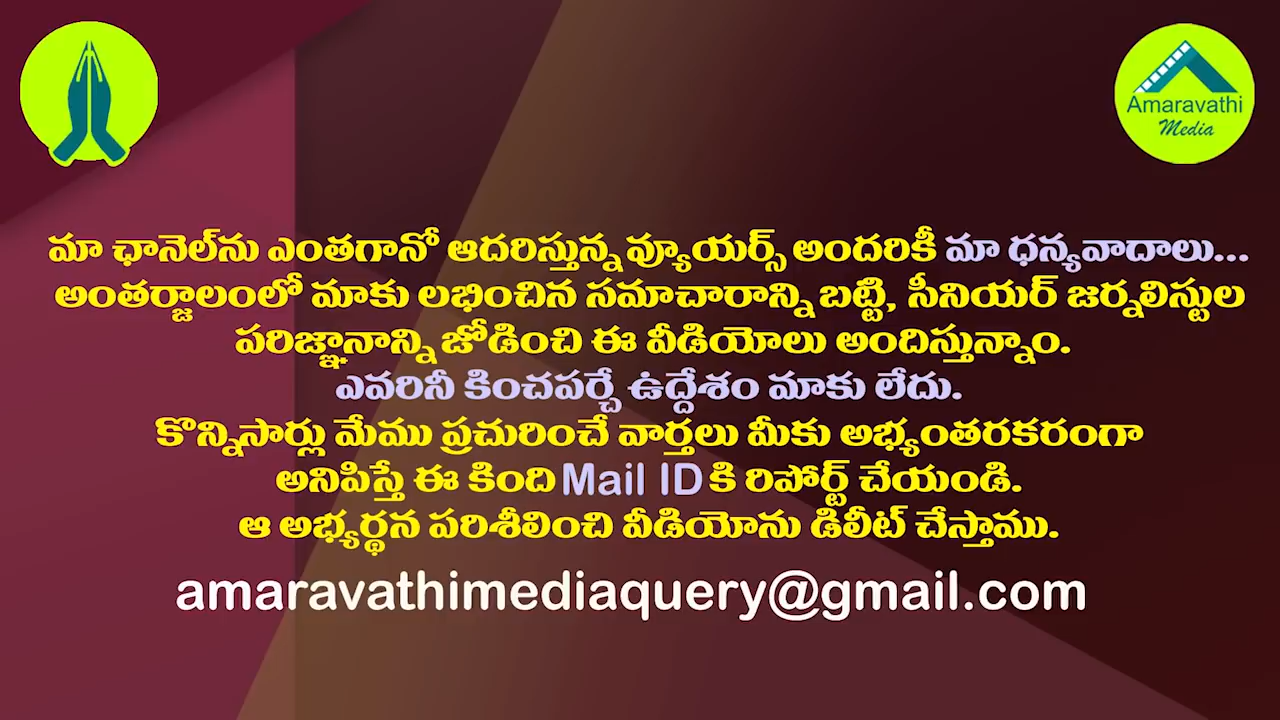 Amaravathi
Media
మా ఛానెల్‌ను ఎంతగానో ఆదరిస్తున్న వ్యూయర్స్ అందరికీ మా ధన్యవాదాలు...
అంతర్జాలంలో మాకు లభించిన సమాచారాన్ని బట్టి, సీనియర్ జర్నలిస్టుల
పరిజ్ఞానాన్ని జోడించి ఈ వీడియోలు అందిస్తున్నాం.
ఎవరినీ కించపర్చే ఉద్దేశం మాకు లేదు.
కొన్నిసార్లు మేము ప్రచురించే వార్తలు మీకు అభ్యంతరకరంగా
అనిపిస్తే ఈ కింది Mail ID కి రిపోర్ట్ చేయండి.
ఆ అభ్యర్థన పరిశీలించి వీడియోను డిలీట్ చేస్తాము.
amaravathimediaquery@gmail.com